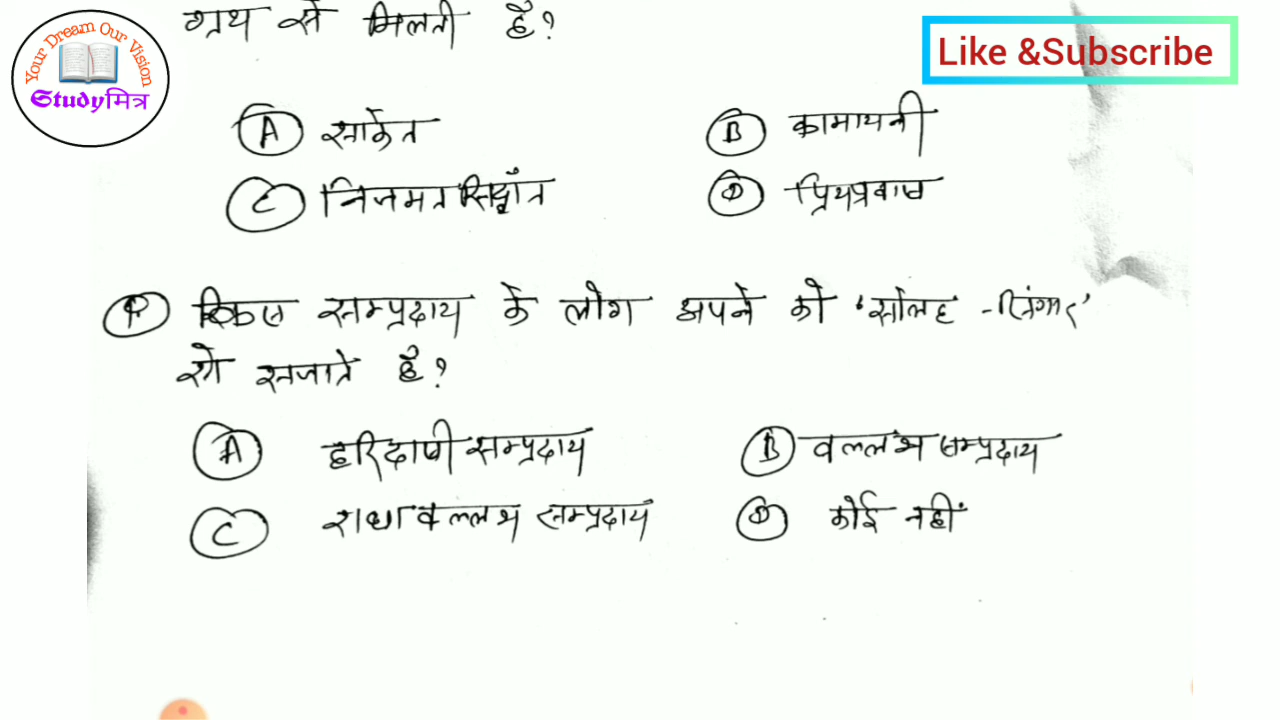 Your Dream Our Vision
Studyमित्र
Like &Subscribe
ग्रंथ से मिलती है?
A साकेत
B कामायनी
C निजमत सिद्धाँत
D प्रियप्रवास
किस सम्प्रदाय के लोग अपने को 'सोलह -सिंगार'
से सजाते है?
A हरिदासी सम्प्रदाय
B वल्लभ सम्प्रदाय
C राधावल्लभ सम्प्रदाय
D कोई नहीं